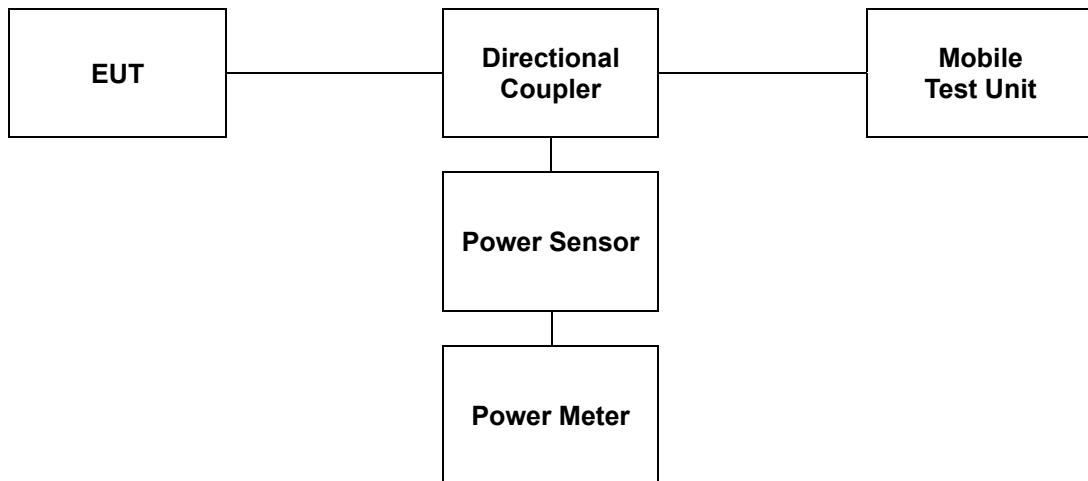 EUT
Directional
Coupler
Mobile
Test Unit
Power Sensor
Power Meter